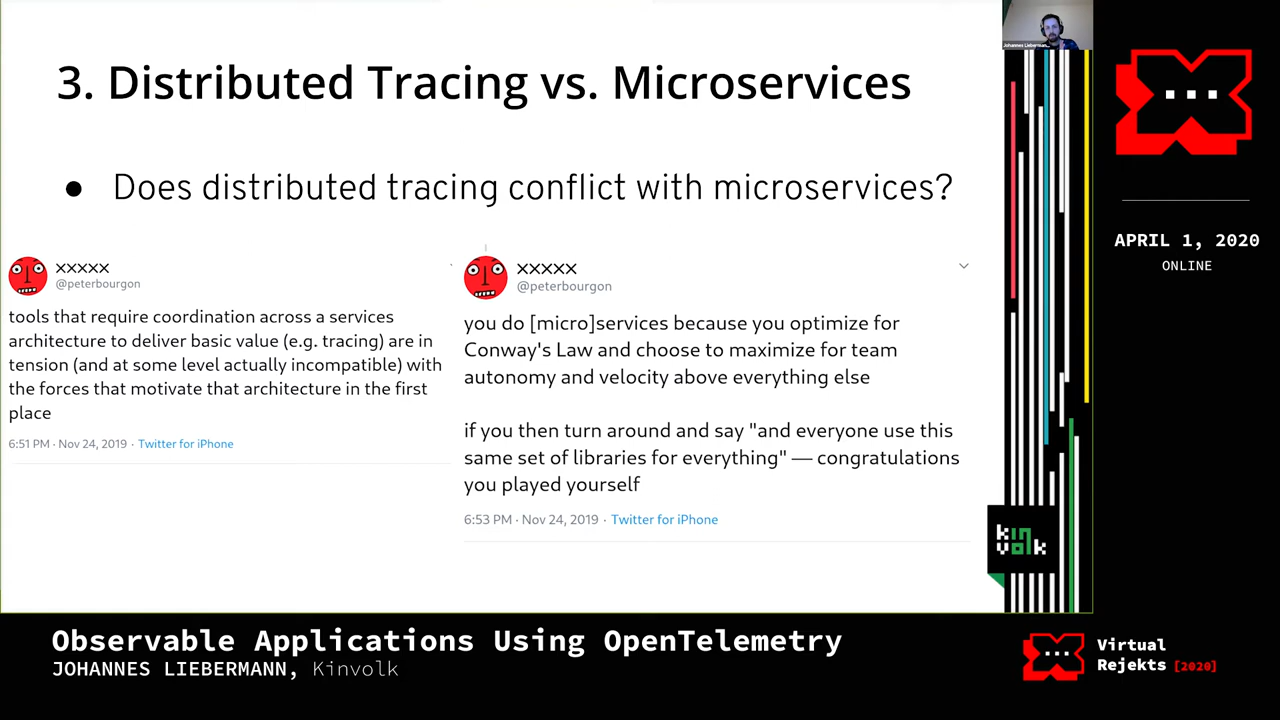 3. Distributed Tracing vs. Microservices
● Does distributed tracing conflict with microservices?
xxxxx
@peterbourgon
tools that require coordination across a services
architecture to deliver basic value (e.g. tracing) are in
tension (and at some level actually incompatible) with
the forces that motivate that architecture in the first
place
6:51 PM · Nov 24, 2019 · Twitter for iPhone
xxxxx
@peterbourgon
you do [micro]services because you optimize for
Conway's Law and choose to maximize for team
autonomy and velocity above everything else
if you then turn around and say "and everyone use this
same set of libraries for everything" — congratulations
you played yourself
6:53 PM · Nov 24, 2019 · Twitter for iPhone
kinvolk
APRIL 1, 2020
ONLINE
Observable Applications Using OpenTelemetry
JOHANNES LIEBERMANN, Kinvolk
Virtual
Rejekts [2020]